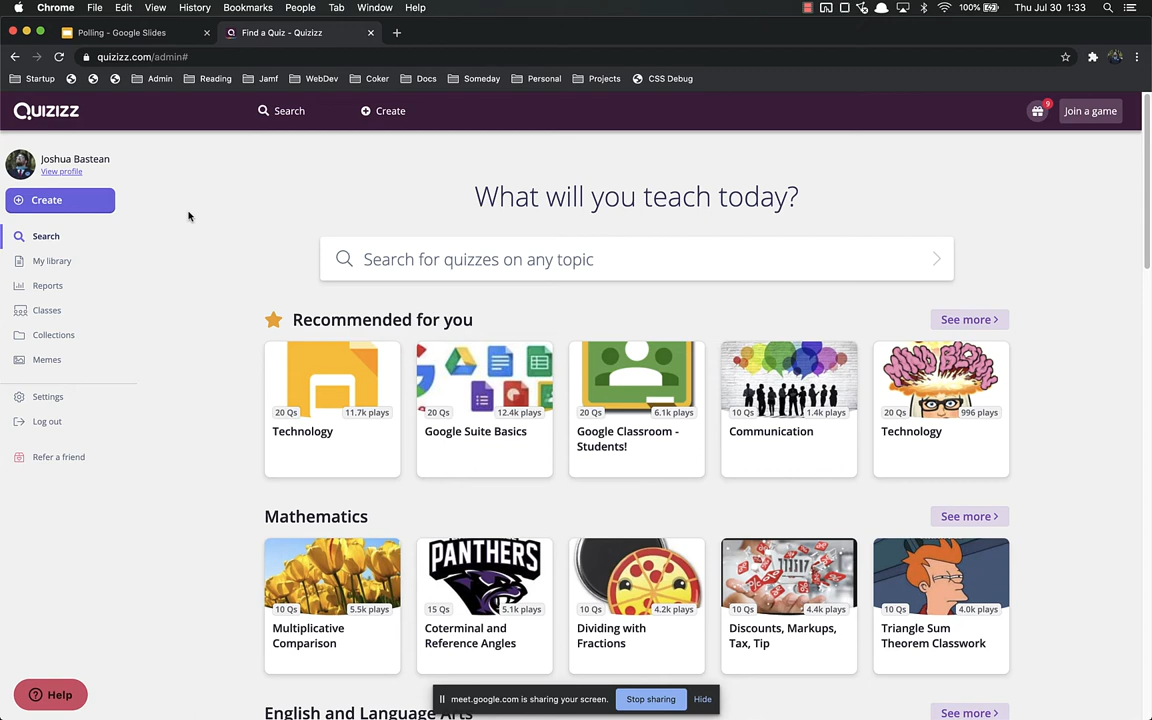 Chrome File Edit View History Bookmarks People Tab Window Help 100% Thu Jul 30 1:33
Polling - Google Slides
Find a Quiz - Quizizz
quizizz.com/admin#
Startup Admin Reading Jamf WebDev Coker Docs Someday Personal Projects CSS Debug
QUIZIZZ Search Create 9 Join a game
Joshua Bastean
View profile
Create
Search
My library
Reports
Classes
Collections
Memes
Settings
Log out
Refer a friend
Help
What will you teach today?
Search for quizzes on any topic
Recommended for you See more
20 Qs 11.7k plays
Technology
20 Qs 12.4k plays
Google Suite Basics
20 Qs 6.1k plays
Google Classroom -
Students!
10 Qs 1.4k plays
Communication
MIND BLOWN
20 Qs 996 plays
Technology
Mathematics See more
10 Qs 5.5k plays
Multiplicative
Comparison
PANTHERS
15 Qs 5.1k plays
Coterminal and
Reference Angles
10 Qs 4.2k plays
Dividing with
Fractions
10 Qs 4.4k plays
Discounts, Markups,
Tax, Tip
10 Qs 4.0k plays
Triangle Sum
Theorem Classwork
English and Language Arts See more
meet.google.com is sharing your screen. Stop sharing Hide